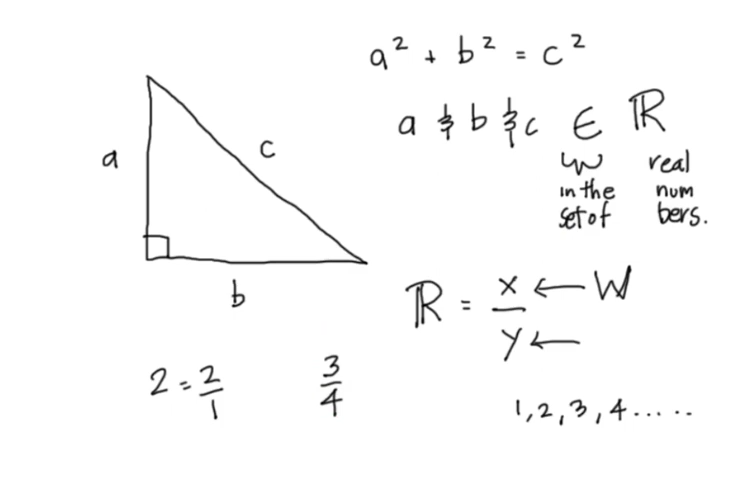 a² + b² = c²
a & b & c ∈ ℝ
in the set of
real numbers.
a
c
b
ℝ = x/y ← W
←
2 = 2/1
3/4
1, 2, 3, 4.....